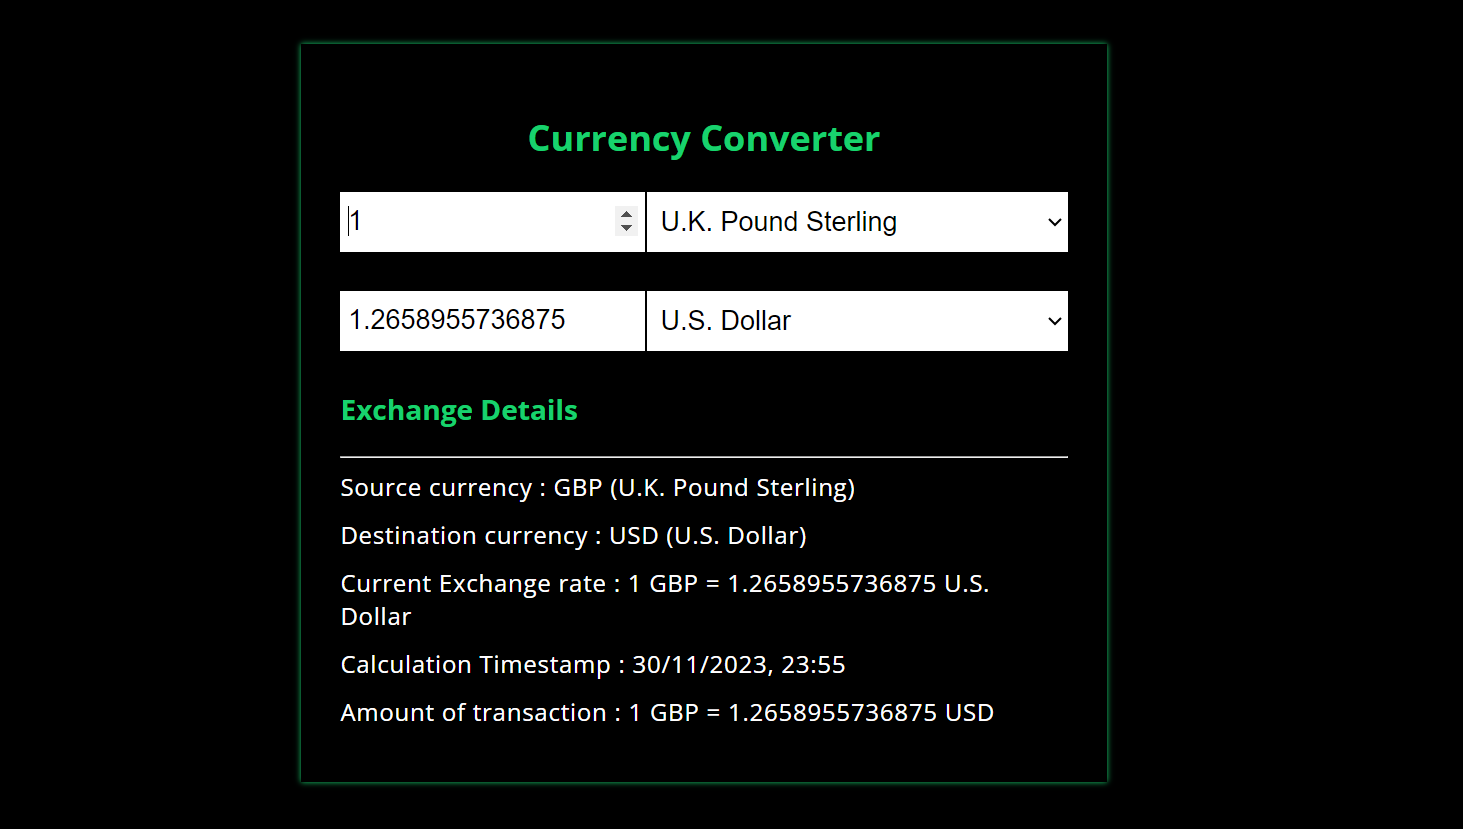 Currency Converter
1 U.K. Pound Sterling
1.2658955736875 U.S. Dollar
Exchange Details
Source currency : GBP (U.K. Pound Sterling)
Destination currency : USD (U.S. Dollar)
Current Exchange rate : 1 GBP = 1.2658955736875 U.S.
Dollar
Calculation Timestamp : 30/11/2023, 23:55
Amount of transaction : 1 GBP = 1.2658955736875 USD